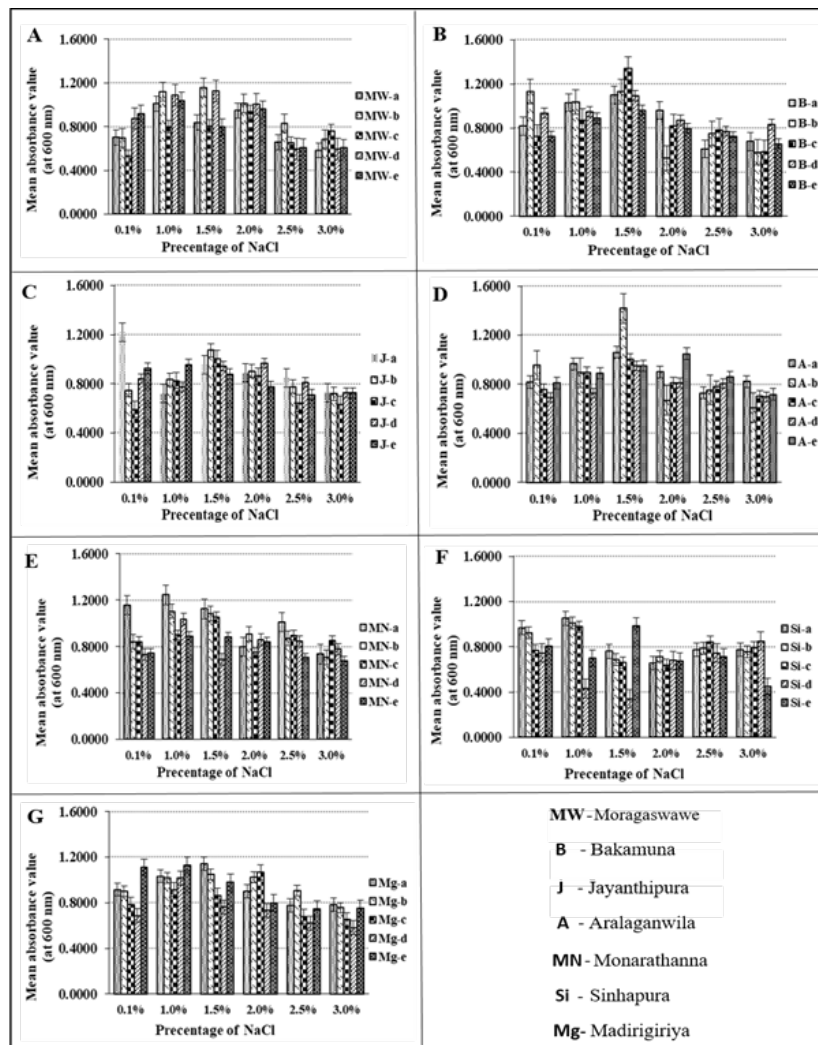 A
Mean absorbance value
(at 600 nm)
1.6000
1.2000
0.8000
0.4000
0.0000
0.1%
1.0%
1.5%
2.0%
2.5%
3.0%
Precentage of NaCl
MW-a
MW-b
MW-c
MW-d
MW-e
B
Mean absorbance value
(at 600 nm)
1.6000
1.2000
0.8000
0.4000
0.0000
0.1%
1.0%
1.5%
2.0%
2.5%
3.0%
Precentage of NaCl
B-a
B-b
B-c
B-d
B-e
C
Mean absorbance value
(at 600 nm)
1.6000
1.2000
0.8000
0.4000
0.0000
0.1%
1.0%
1.5%
2.0%
2.5%
3.0%
Precentage of NaCl
J-a
J-b
J-c
J-d
J-e
D
Mean absorbance value
(at 600 nm)
1.6000
1.2000
0.8000
0.4000
0.0000
0.1%
1.0%
1.5%
2.0%
2.5%
3.0%
Precentage of NaCl
A-a
A-b
A-c
A-d
A-e
E
Mean absorbance value
(at 600 nm)
1.6000
1.2000
0.8000
0.4000
0.0000
0.1%
1.0%
1.5%
2.0%
2.5%
3.0%
Precentage of NaCl
MN-a
MN-b
MN-c
MN-d
MN-e
F
Mean absorbance value
(at 600 nm)
1.6000
1.2000
0.8000
0.4000
0.0000
0.1%
1.0%
1.5%
2.0%
2.5%
3.0%
Precentage of NaCl
Si-a
Si-b
Si-c
Si-d
Si-e
G
Mean absorbance value
(at 600 nm)
1.6000
1.2000
0.8000
0.4000
0.0000
0.1%
1.0%
1.5%
2.0%
2.5%
3.0%
Precentage of NaCl
Mg-a
Mg-b
Mg-c
Mg-d
Mg-e
MW-Moragaswawe
B - Bakamuna
J - Jayanthipura
A - Aralaganwila
MN- Monarathanna
Si - Sinhapura
Mg- Madirigiriya